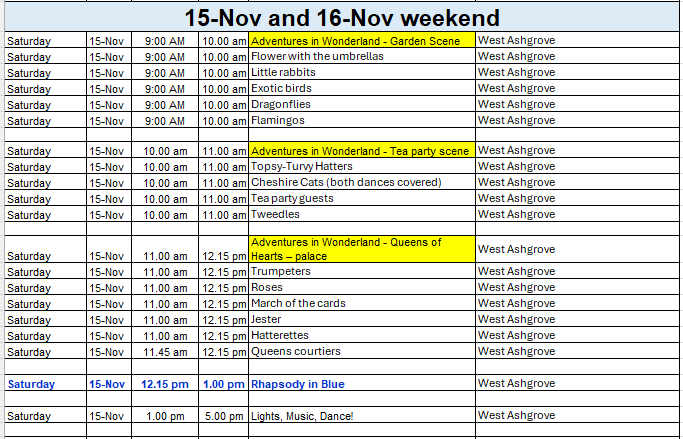 15-Nov and 16-Nov weekend
Saturday 15-Nov 9:00 AM 10.00 am Adventures in Wonderland - Garden Scene West Ashgrove
Saturday 15-Nov 9:00 AM 10.00 am Flower with the umbrellas West Ashgrove
Saturday 15-Nov 9:00 AM 10.00 am Little rabbits West Ashgrove
Saturday 15-Nov 9:00 AM 10.00 am Exotic birds West Ashgrove
Saturday 15-Nov 9:00 AM 10.00 am Dragonflies West Ashgrove
Saturday 15-Nov 9:00 AM 10.00 am Flamingos West Ashgrove
Saturday 15-Nov 10.00 am 11.00 am Adventures in Wonderland - Tea party scene West Ashgrove
Saturday 15-Nov 10.00 am 11.00 am Topsy-Turvy Hatters West Ashgrove
Saturday 15-Nov 10.00 am 11.00 am Cheshire Cats (both dances covered) West Ashgrove
Saturday 15-Nov 10.00 am 11.00 am Tea party guests West Ashgrove
Saturday 15-Nov 10.00 am 11.00 am Tweedles West Ashgrove
Adventures in Wonderland - Queens of
Saturday 15-Nov 11.00 am 12.15 pm Hearts – palace West Ashgrove
Saturday 15-Nov 11.00 am 12.15 pm Trumpeters West Ashgrove
Saturday 15-Nov 11.00 am 12.15 pm Roses West Ashgrove
Saturday 15-Nov 11.00 am 12.15 pm March of the cards West Ashgrove
Saturday 15-Nov 11.00 am 12.15 pm Jester West Ashgrove
Saturday 15-Nov 11.00 am 12.15 pm Hatterettes West Ashgrove
Saturday 15-Nov 11.45 am 12.15 pm Queens courtiers West Ashgrove
Saturday 15-Nov 12.15 pm 1.00 pm Rhapsody in Blue West Ashgrove
Saturday 15-Nov 1.00 pm 5.00 pm Lights, Music, Dance! West Ashgrove